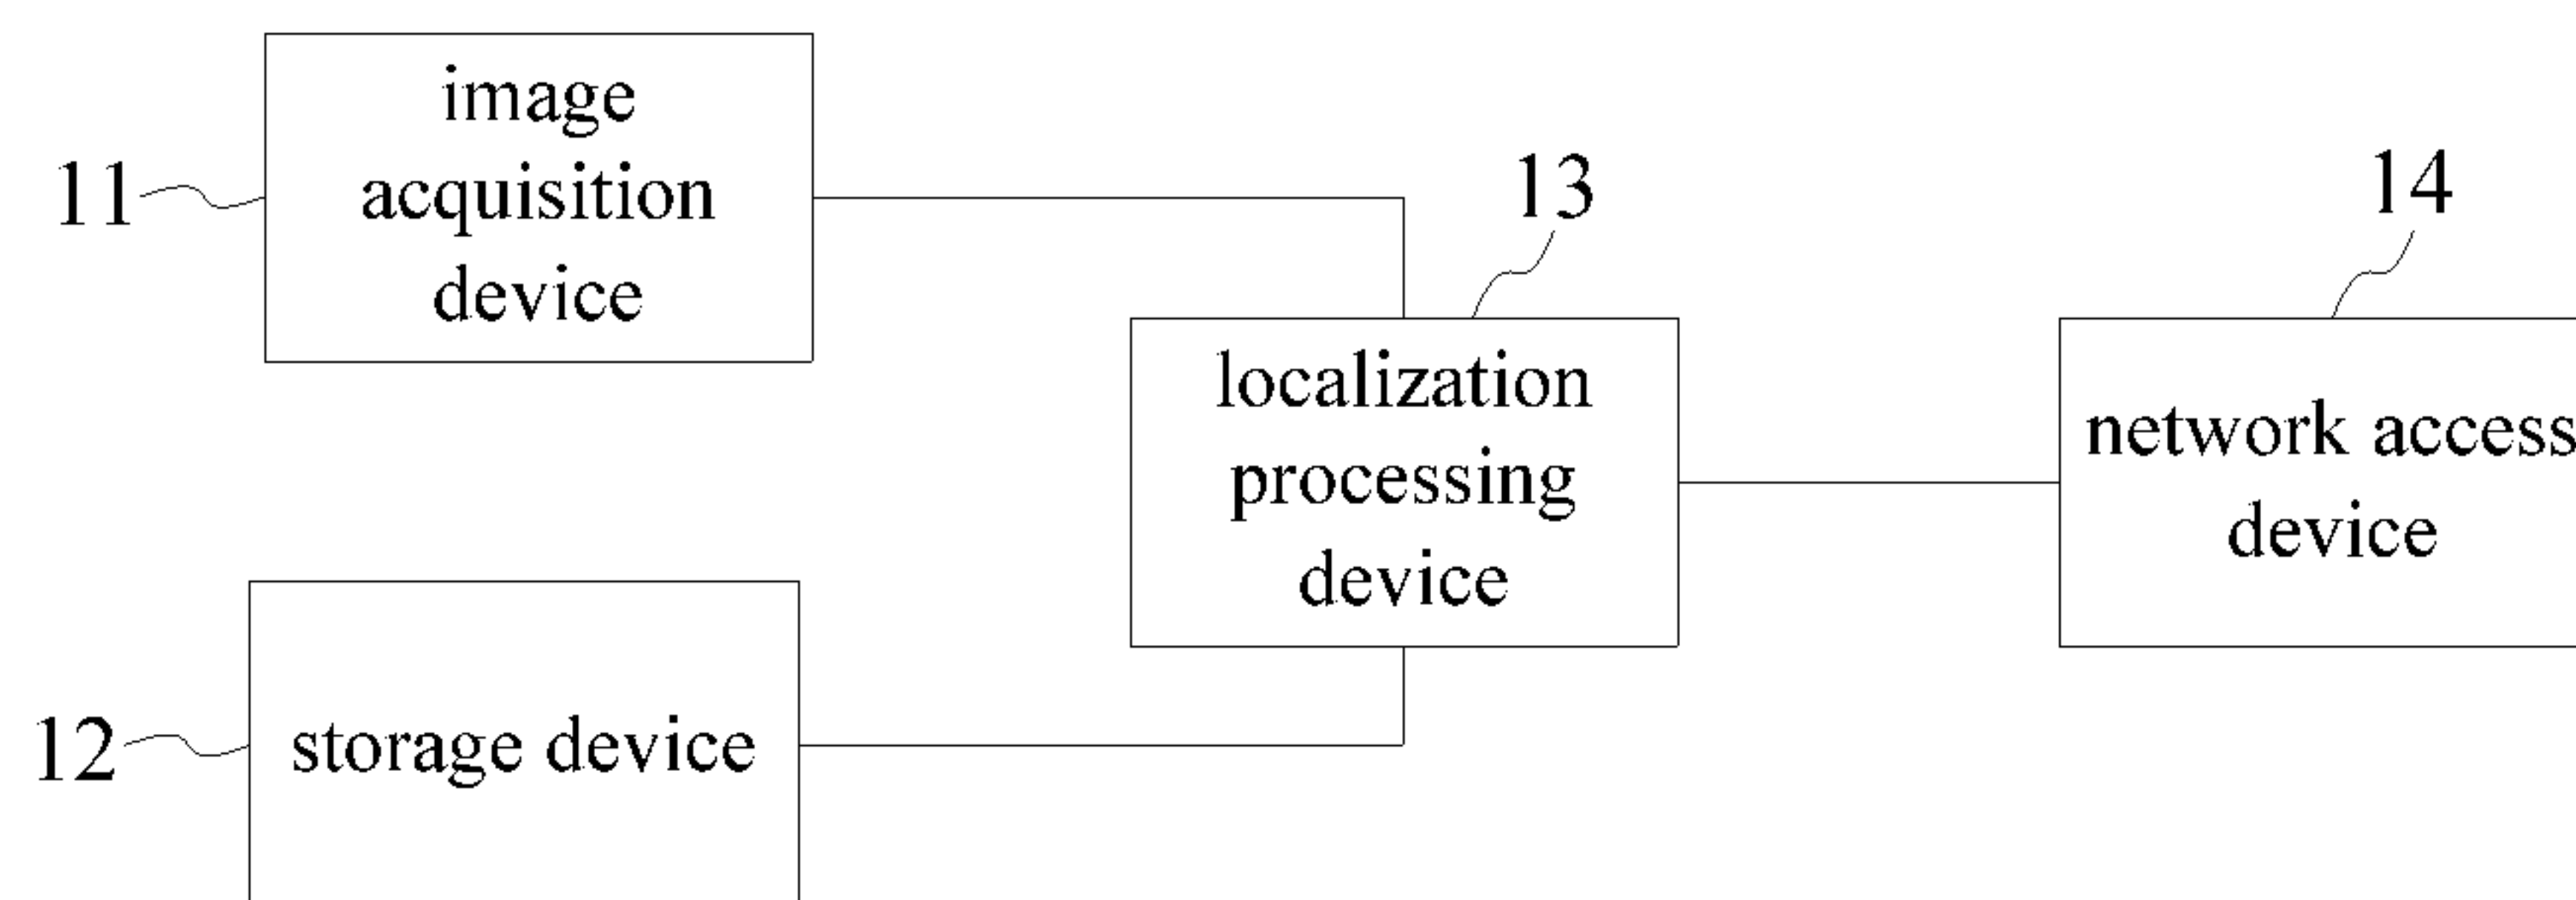 image
acquisition
device
11
13
14
localization
processing
device
network access
device
12
storage device